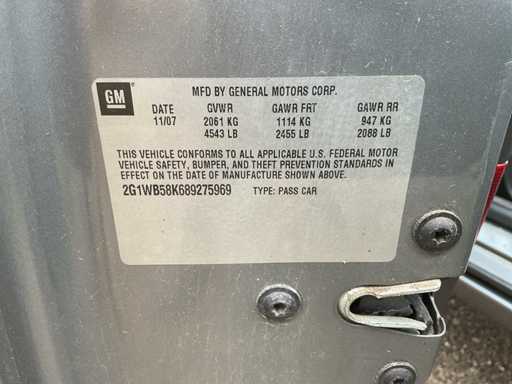 GM
MFD BY GENERAL MOTORS CORP.
DATE GVWR GAWR FRT GAWR RR
11/07 2061 KG 1114 KG 947 KG
4543 LB 2455 LB 2088 LB
THIS VEHICLE CONFORMS TO ALL APPLICABLE U.S. FEDERAL MOTOR
VEHICLE SAFETY, BUMPER, AND THEFT PREVENTION STANDARDS IN
EFFECT ON THE DATE OF MANUFACTURE SHOWN ABOVE.
2G1WB58K689275969 TYPE: PASS CAR